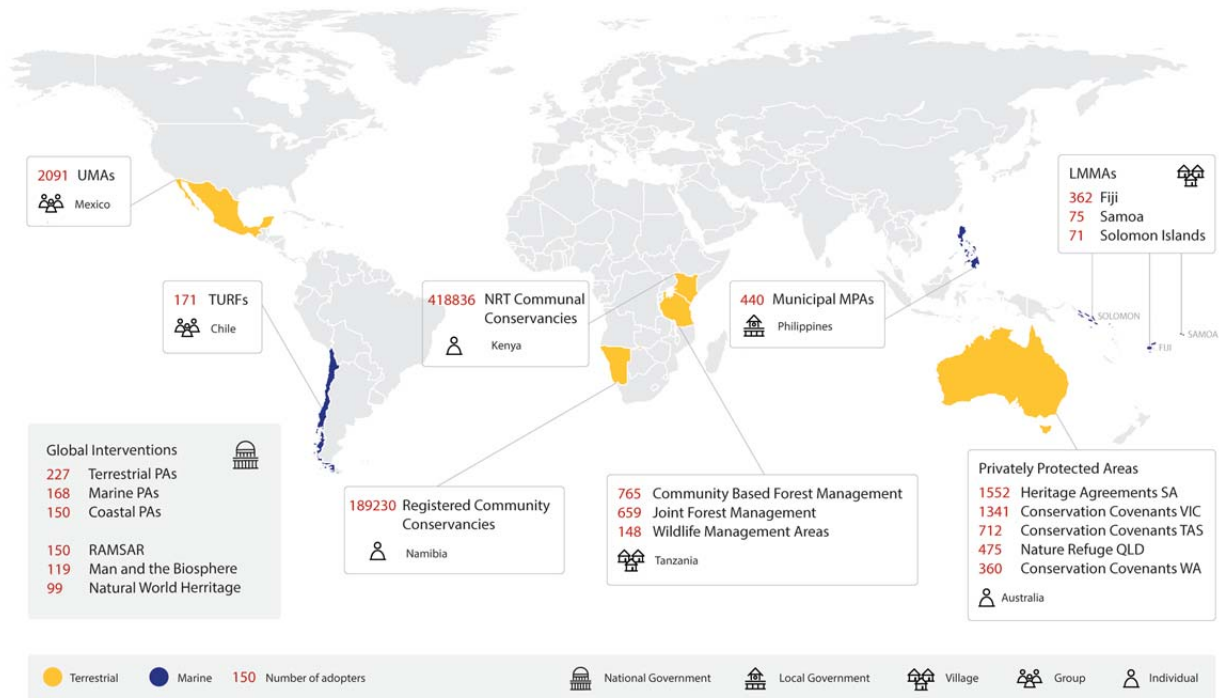 2091 UMAs
Mexico
171 TURFs
Chile
418836 NRT Communal
Conservancies
Kenya
440 Municipal MPAs
Philippines
LMMAs
362 Fiji
75 Samoa
71 Solomon Islands
SOLOMON
SAMOA
FIJI
Global Interventions
227 Terrestrial PAs
168 Marine PAs
150 Coastal PAs
150 RAMSAR
119 Man and the Biosphere
99 Natural World Herritage
189230 Registered Community
Conservancies
Namibia
765 Community Based Forest Management
659 Joint Forest Management
148 Wildlife Management Areas
Tanzania
Privately Protected Areas
1552 Heritage Agreements SA
1341 Conservation Covenants VIC
712 Conservation Covenants TAS
475 Nature Refuge QLD
360 Conservation Covenants WA
Australia
Terrestrial Marine 150 Number of adopters National Government Local Government Village Group Individual